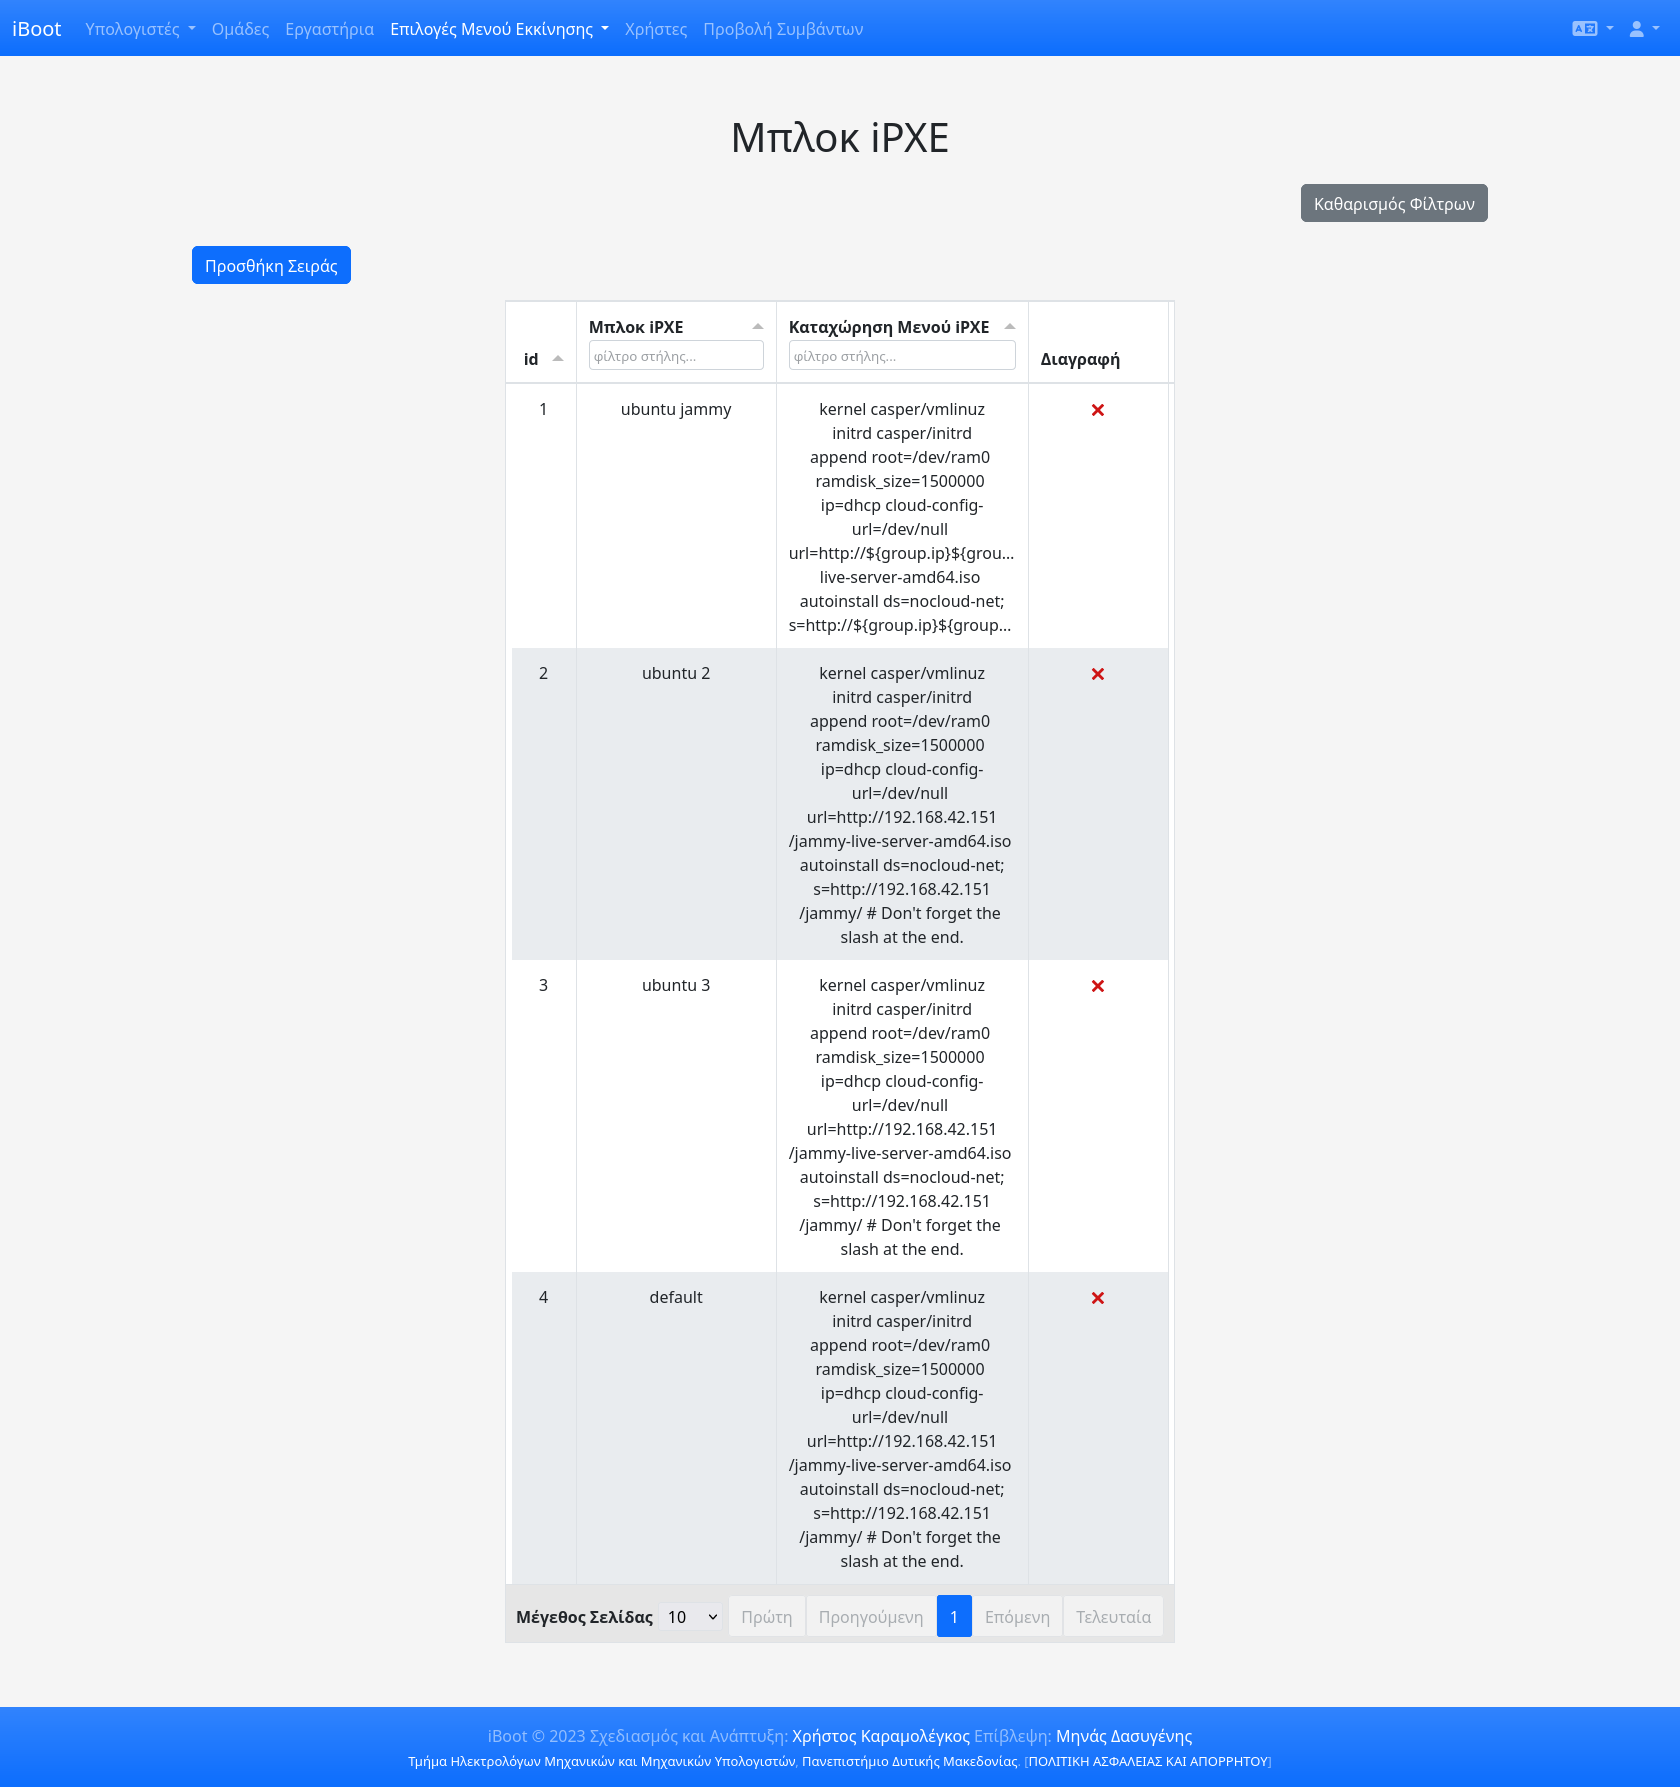 iBoot Υπολογιστές Ομάδες Εργαστήρια Επιλογές Μενού Εκκίνησης Χρήστες Προβολή Συμβάντων
Μπλοκ iPXE
Καθαρισμός Φίλτρων
Προσθήκη Σειράς
id Μπλοκ iPXE Καταχώρηση Μενού iPXE Διαγραφή
φίλτρο στήλης... φίλτρο στήλης...
1 ubuntu jammy kernel casper/vmlinuz
initrd casper/initrd
append root=/dev/ram0
ramdisk_size=1500000
ip=dhcp cloud-config-
url=/dev/null
url=http://${group.ip}${grou...
live-server-amd64.iso
autoinstall ds=nocloud-net;
s=http://${group.ip}${group...
2 ubuntu 2 kernel casper/vmlinuz
initrd casper/initrd
append root=/dev/ram0
ramdisk_size=1500000
ip=dhcp cloud-config-
url=/dev/null
url=http://192.168.42.151
/jammy-live-server-amd64.iso
autoinstall ds=nocloud-net;
s=http://192.168.42.151
/jammy/ # Don't forget the
slash at the end.
3 ubuntu 3 kernel casper/vmlinuz
initrd casper/initrd
append root=/dev/ram0
ramdisk_size=1500000
ip=dhcp cloud-config-
url=/dev/null
url=http://192.168.42.151
/jammy-live-server-amd64.iso
autoinstall ds=nocloud-net;
s=http://192.168.42.151
/jammy/ # Don't forget the
slash at the end.
4 default kernel casper/vmlinuz
initrd casper/initrd
append root=/dev/ram0
ramdisk_size=1500000
ip=dhcp cloud-config-
url=/dev/null
url=http://192.168.42.151
/jammy-live-server-amd64.iso
autoinstall ds=nocloud-net;
s=http://192.168.42.151
/jammy/ # Don't forget the
slash at the end.
Μέγεθος Σελίδας 10 Πρώτη Προηγούμενη 1 Επόμενη Τελευταία
iBoot © 2023 Σχεδιασμός και Ανάπτυξη: Χρήστος Καραμολέγκος Επίβλεψη: Μηνάς Δασυγένης
Τμήμα Ηλεκτρολόγων Μηχανικών και Μηχανικών Υπολογιστών, Πανεπιστήμιο Δυτικής Μακεδονίας. [ΠΟΛΙΤΙΚΗ ΑΣΦΑΛΕΙΑΣ ΚΑΙ ΑΠΟΡΡΗΤΟΥ]